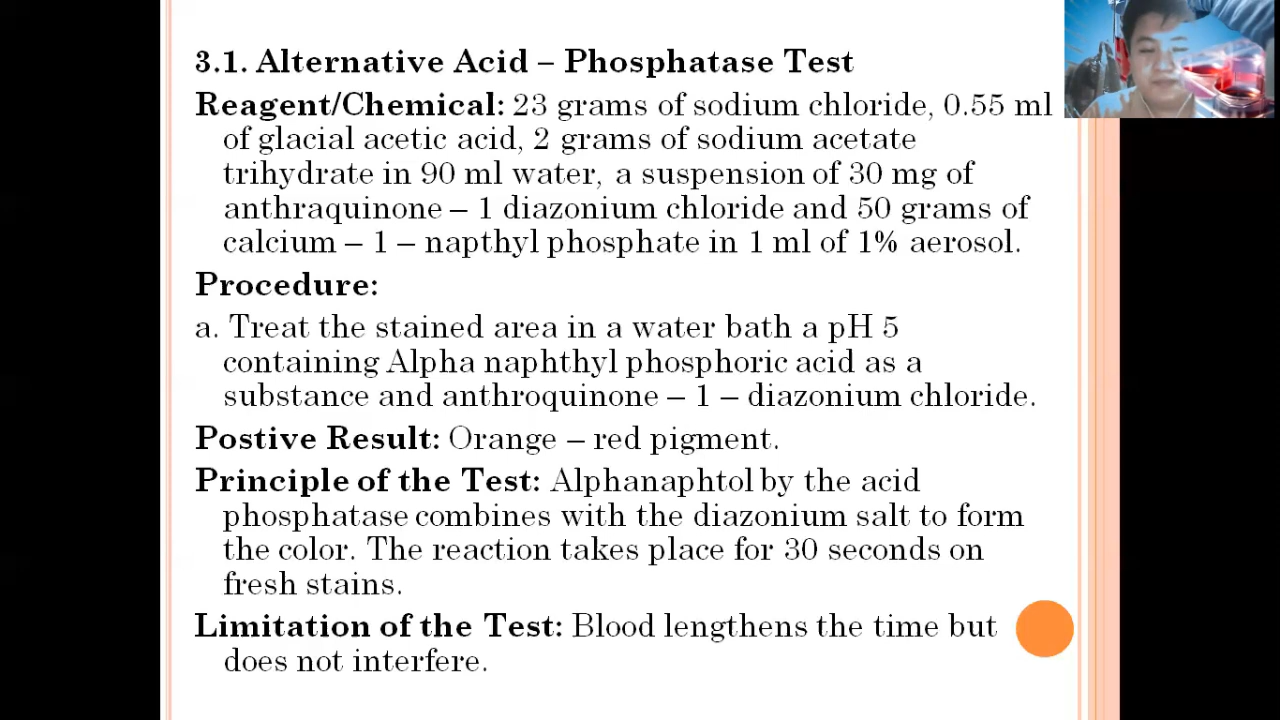 3.1. Alternative Acid – Phosphatase Test
Reagent/Chemical: 23 grams of sodium chloride, 0.55 ml
of glacial acetic acid, 2 grams of sodium acetate
trihydrate in 90 ml water, a suspension of 30 mg of
anthraquinone – 1 diazonium chloride and 50 grams of
calcium – 1 – napthyl phosphate in 1 ml of 1% aerosol.
Procedure:
a. Treat the stained area in a water bath a pH 5
containing Alpha naphthyl phosphoric acid as a
substance and anthroquinone – 1 – diazonium chloride.
Postive Result: Orange – red pigment.
Principle of the Test: Alphanaphtol by the acid
phosphatase combines with the diazonium salt to form
the color. The reaction takes place for 30 seconds on
fresh stains.
Limitation of the Test: Blood lengthens the time but
does not interfere.